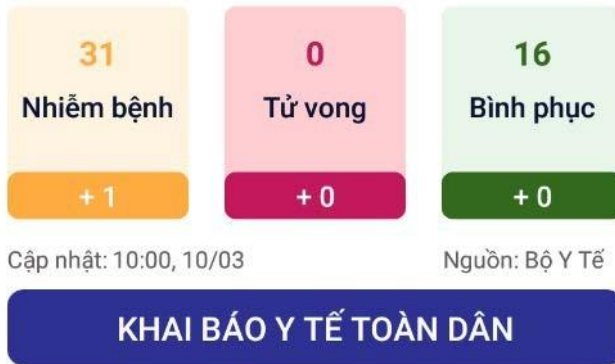 31 0 16
Nhiễm bệnh Tử vong Bình phục
+ 1 + 0 + 0
Cập nhật: 10:00, 10/03 Nguồn: Bộ Y Tế
KHAI BÁO Y TẾ TOÀN DÂN